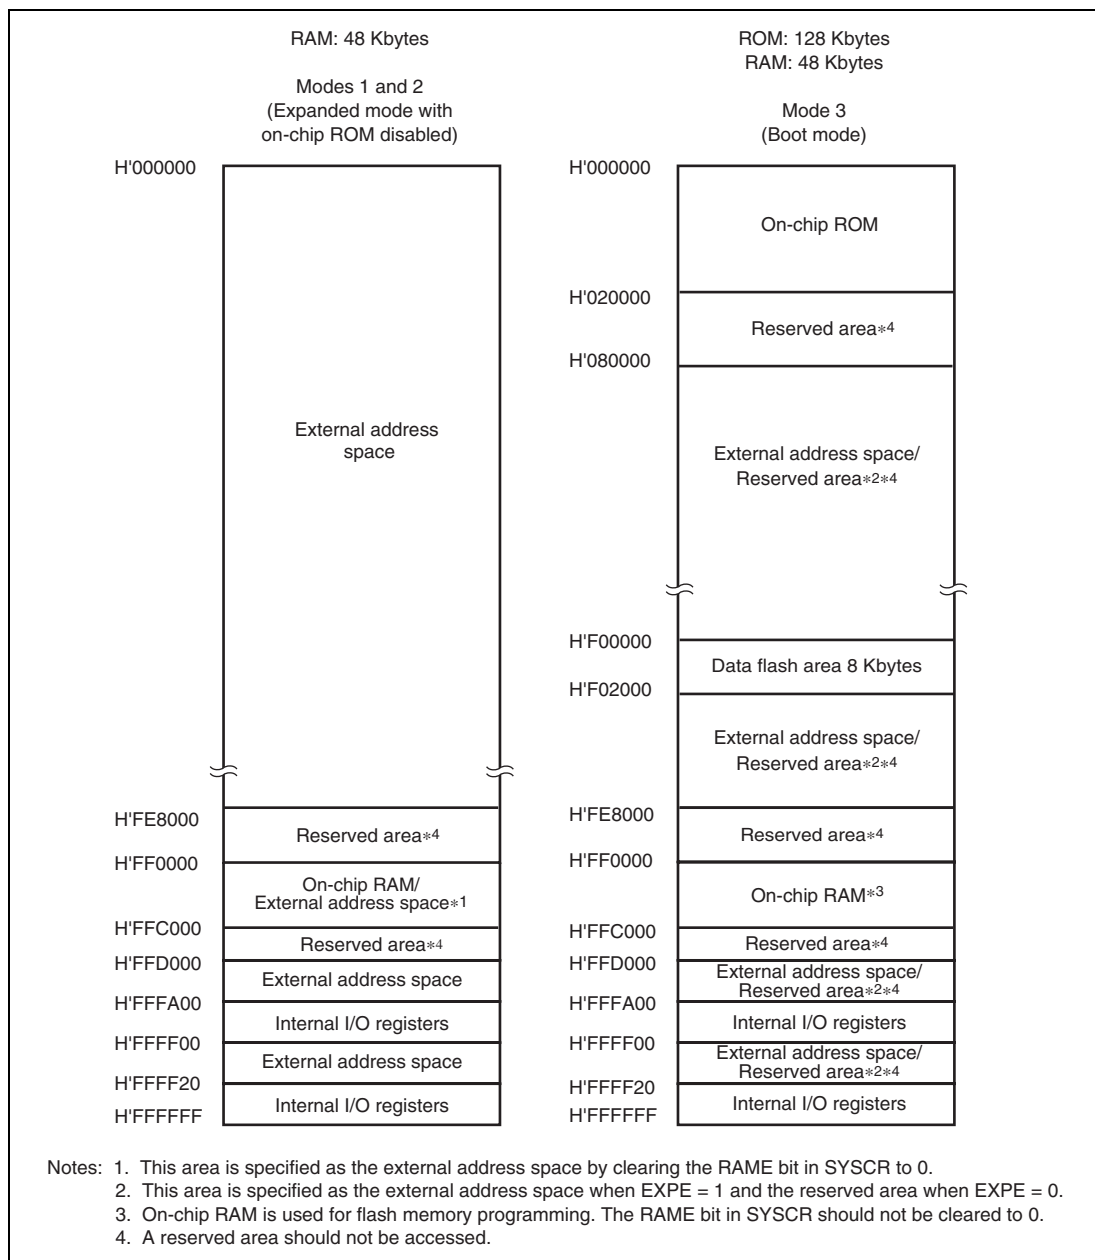 RAM: 48 Kbytes
Modes 1 and 2
(Expanded mode with
on-chip ROM disabled)
H'000000
External address
space
H'FE8000
Reserved area*4
H'FF0000
On-chip RAM/
External address space*1
H'FFC000
Reserved area*4
H'FFD000
External address space
H'FFFA00
Internal I/O registers
H'FFFF00
External address space
H'FFFF20
Internal I/O registers
H'FFFFFF
ROM: 128 Kbytes
RAM: 48 Kbytes
Mode 3
(Boot mode)
H'000000
On-chip ROM
H'020000
Reserved area*4
H'080000
External address space/
Reserved area*2*4
H'F00000
Data flash area 8 Kbytes
H'F02000
External address space/
Reserved area*2*4
H'FE8000
Reserved area*4
H'FF0000
On-chip RAM*3
H'FFC000
Reserved area*4
H'FFD000
External address space/
Reserved area*2*4
H'FFFA00
Internal I/O registers
H'FFFF00
External address space/
Reserved area*2*4
H'FFFF20
Internal I/O registers
H'FFFFFF
Notes: 1. This area is specified as the external address space by clearing the RAME bit in SYSCR to 0.
2. This area is specified as the external address space when EXPE = 1 and the reserved area when EXPE = 0.
3. On-chip RAM is used for flash memory programming. The RAME bit in SYSCR should not be cleared to 0.
4. A reserved area should not be accessed.